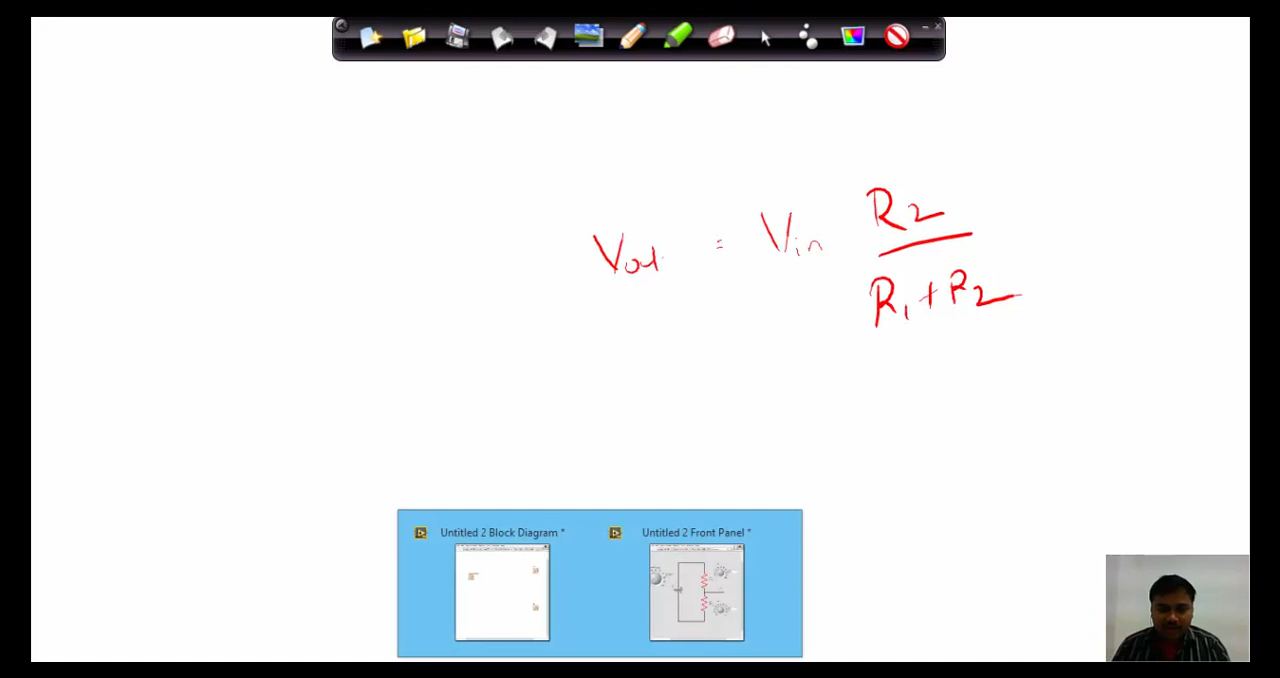 Vout = Vin R2 / R1 + R2
Untitled 2 Block Diagram *
Untitled 2 Front Panel *